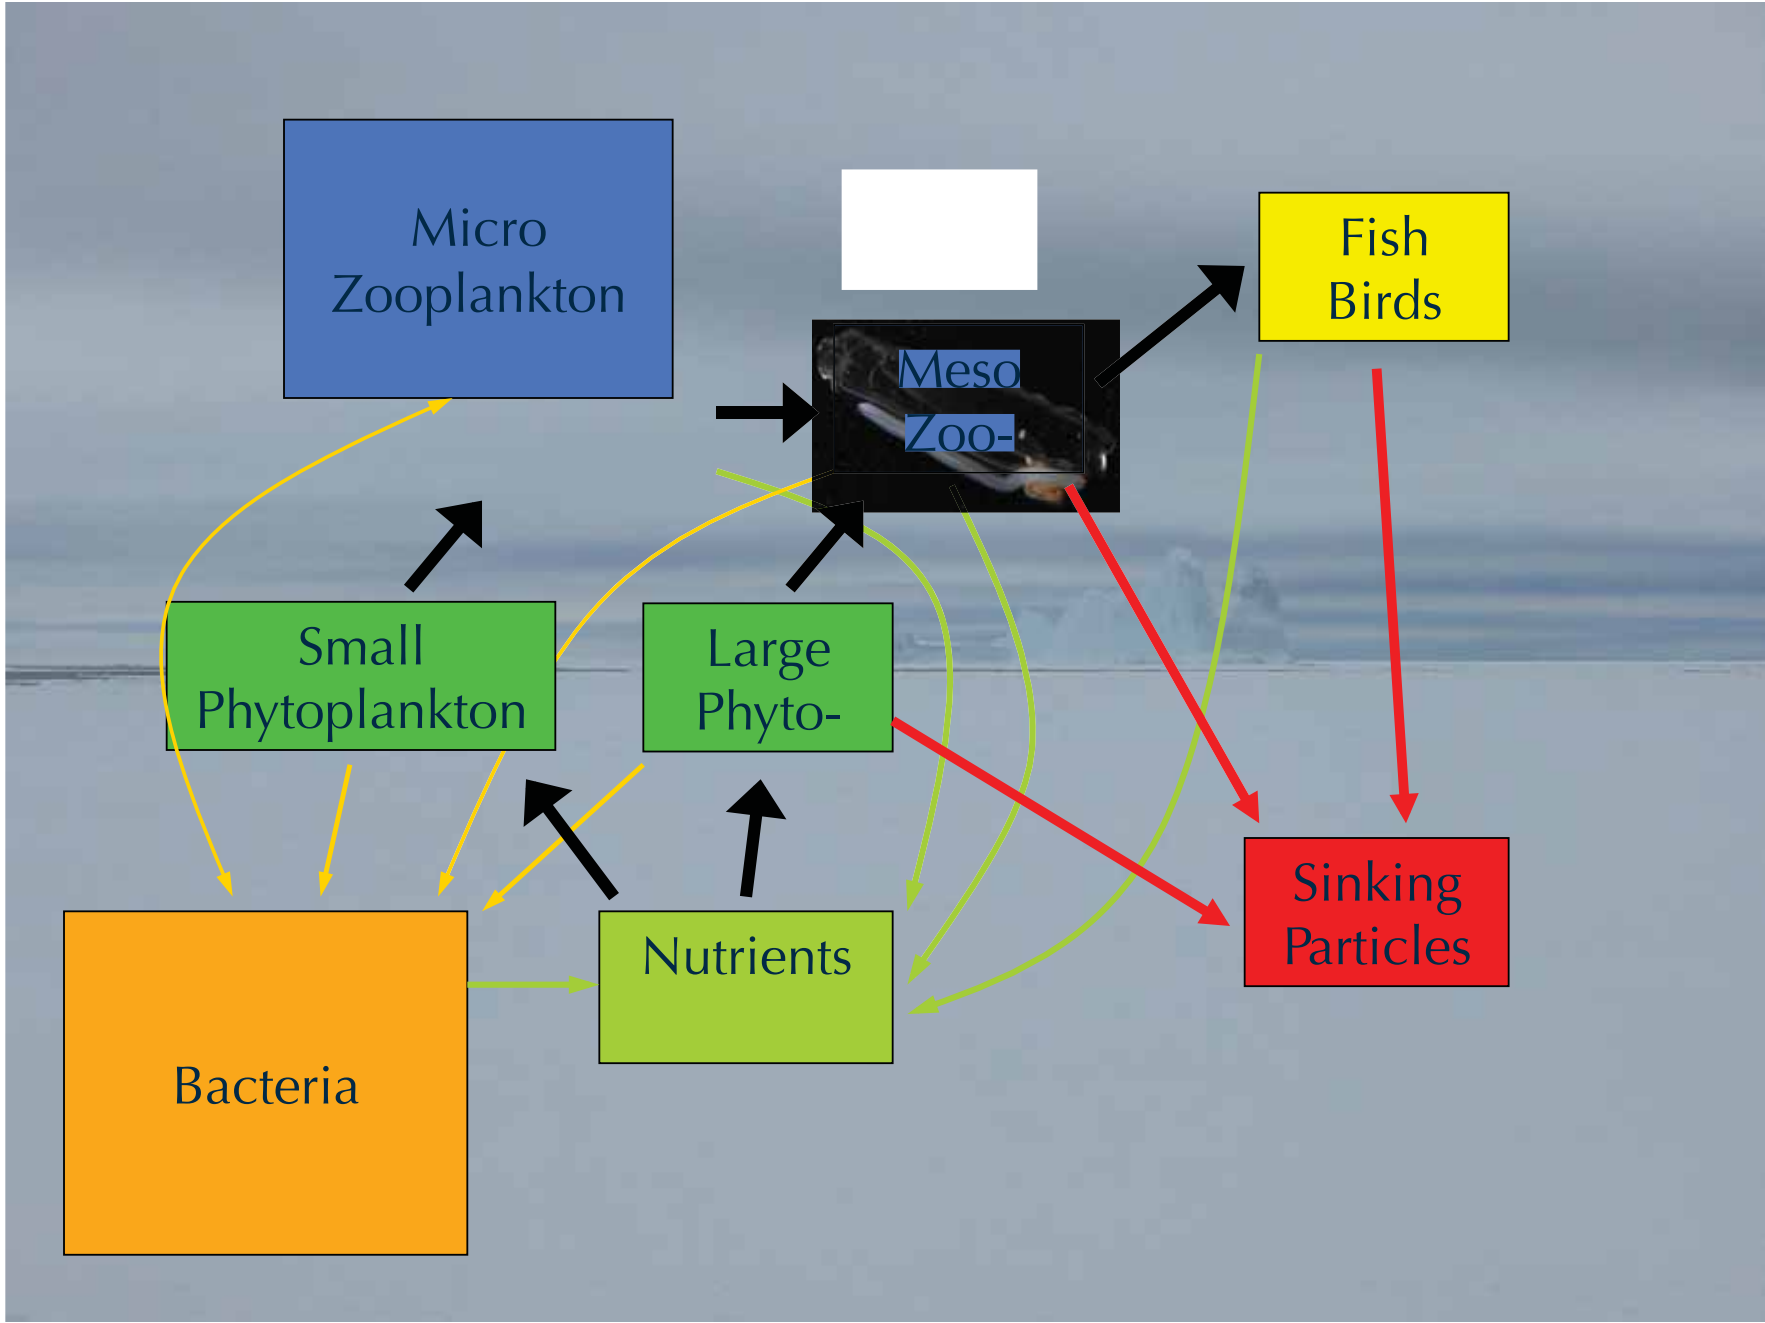 Micro
Zooplankton
Meso
Zoo-
Fish
Birds
Small
Phytoplankton
Large
Phyto-
Nutrients
Bacteria
Sinking
Particles